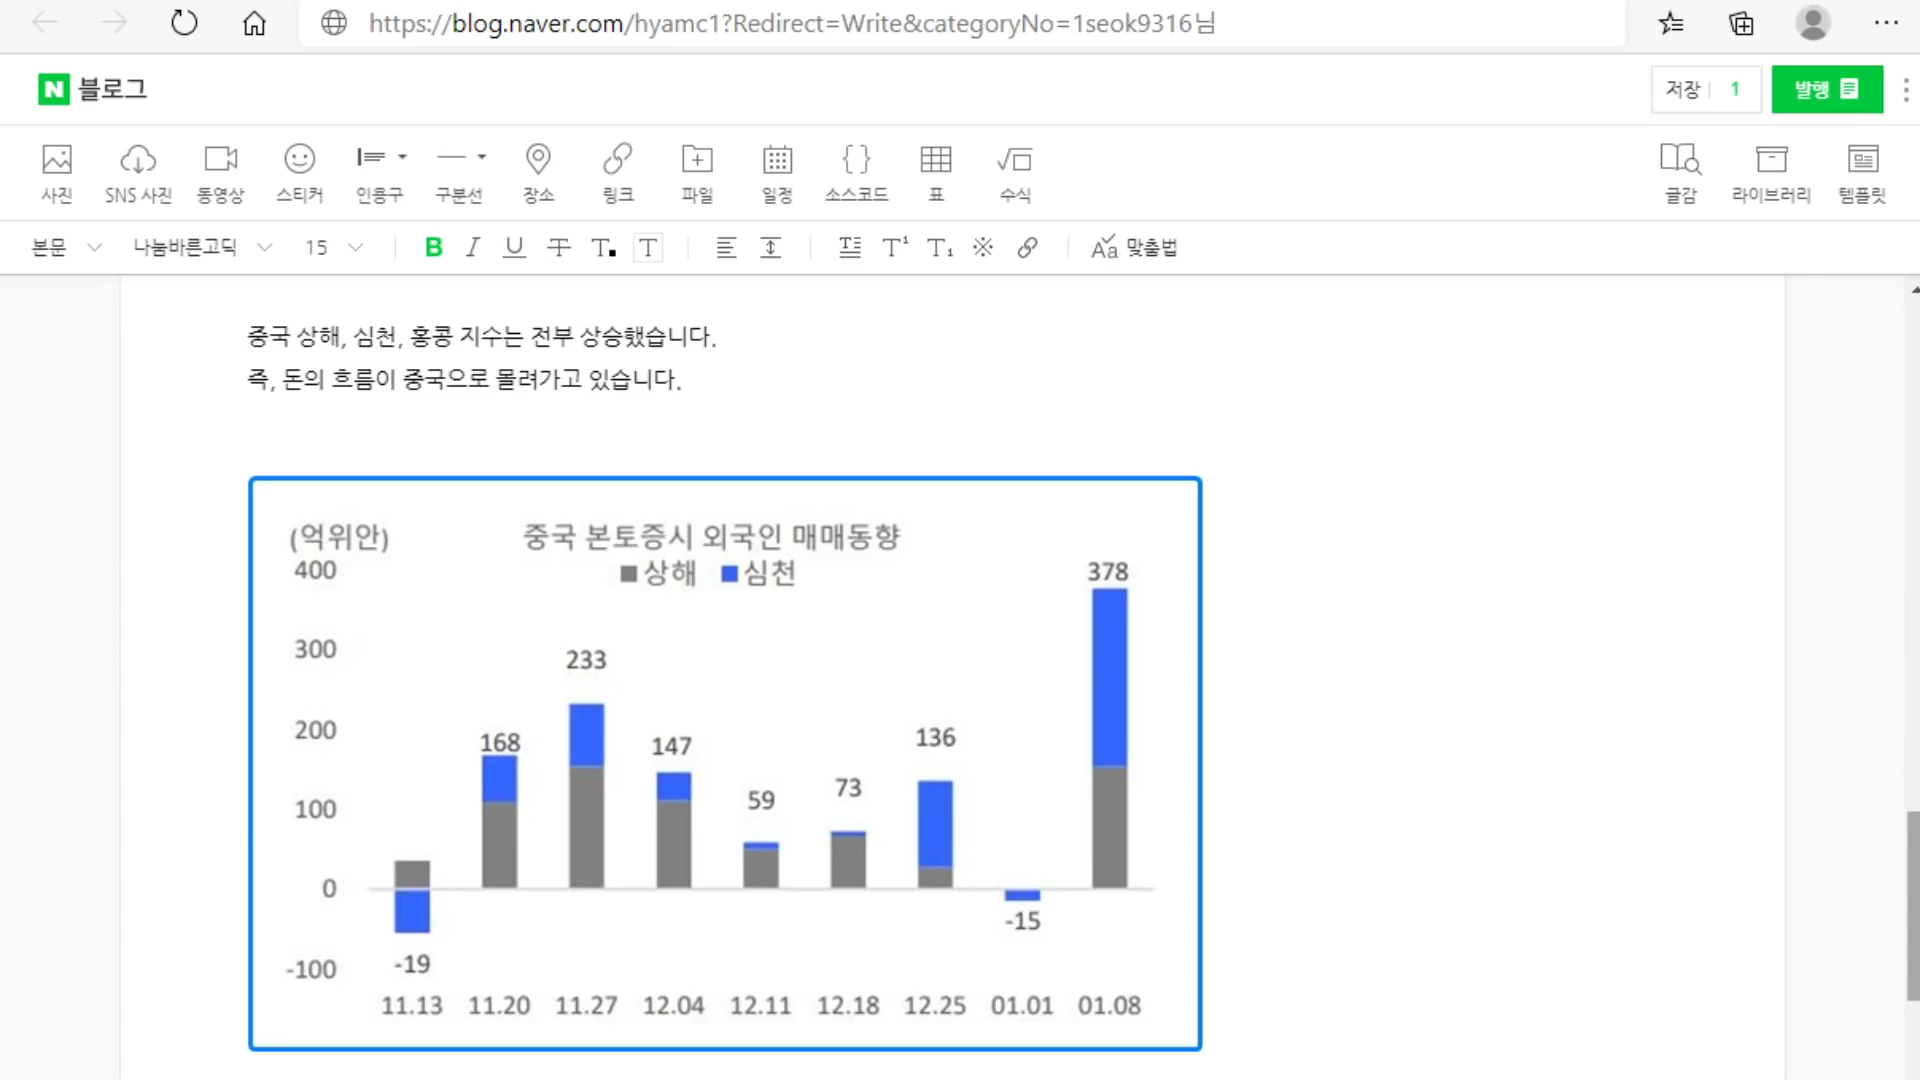 https://blog.naver.com/hyamc1?Redirect=Write&categoryNo=1seok9316님
N 블로그
저장 1 발행
사진 SNS 사진 동영상 스티커 인용구 구분선 장소 링크 파일 일정 소스코드 표 수식 글감 라이브러리 템플릿
본문 나눔바른고딕 15 B I U T T T T T¹ T₁ ※ Aa 맞춤법
중국 상해, 심천, 홍콩 지수는 전부 상승했습니다.
즉, 돈의 흐름이 중국으로 몰려가고 있습니다.
(억위안) 중국 본토증시 외국인 매매동향
상해 심천
400
300
200
100
0
-100
-19 168 233 147 59 73 136 -15 378
11.13 11.20 11.27 12.04 12.11 12.18 12.25 01.01 01.08